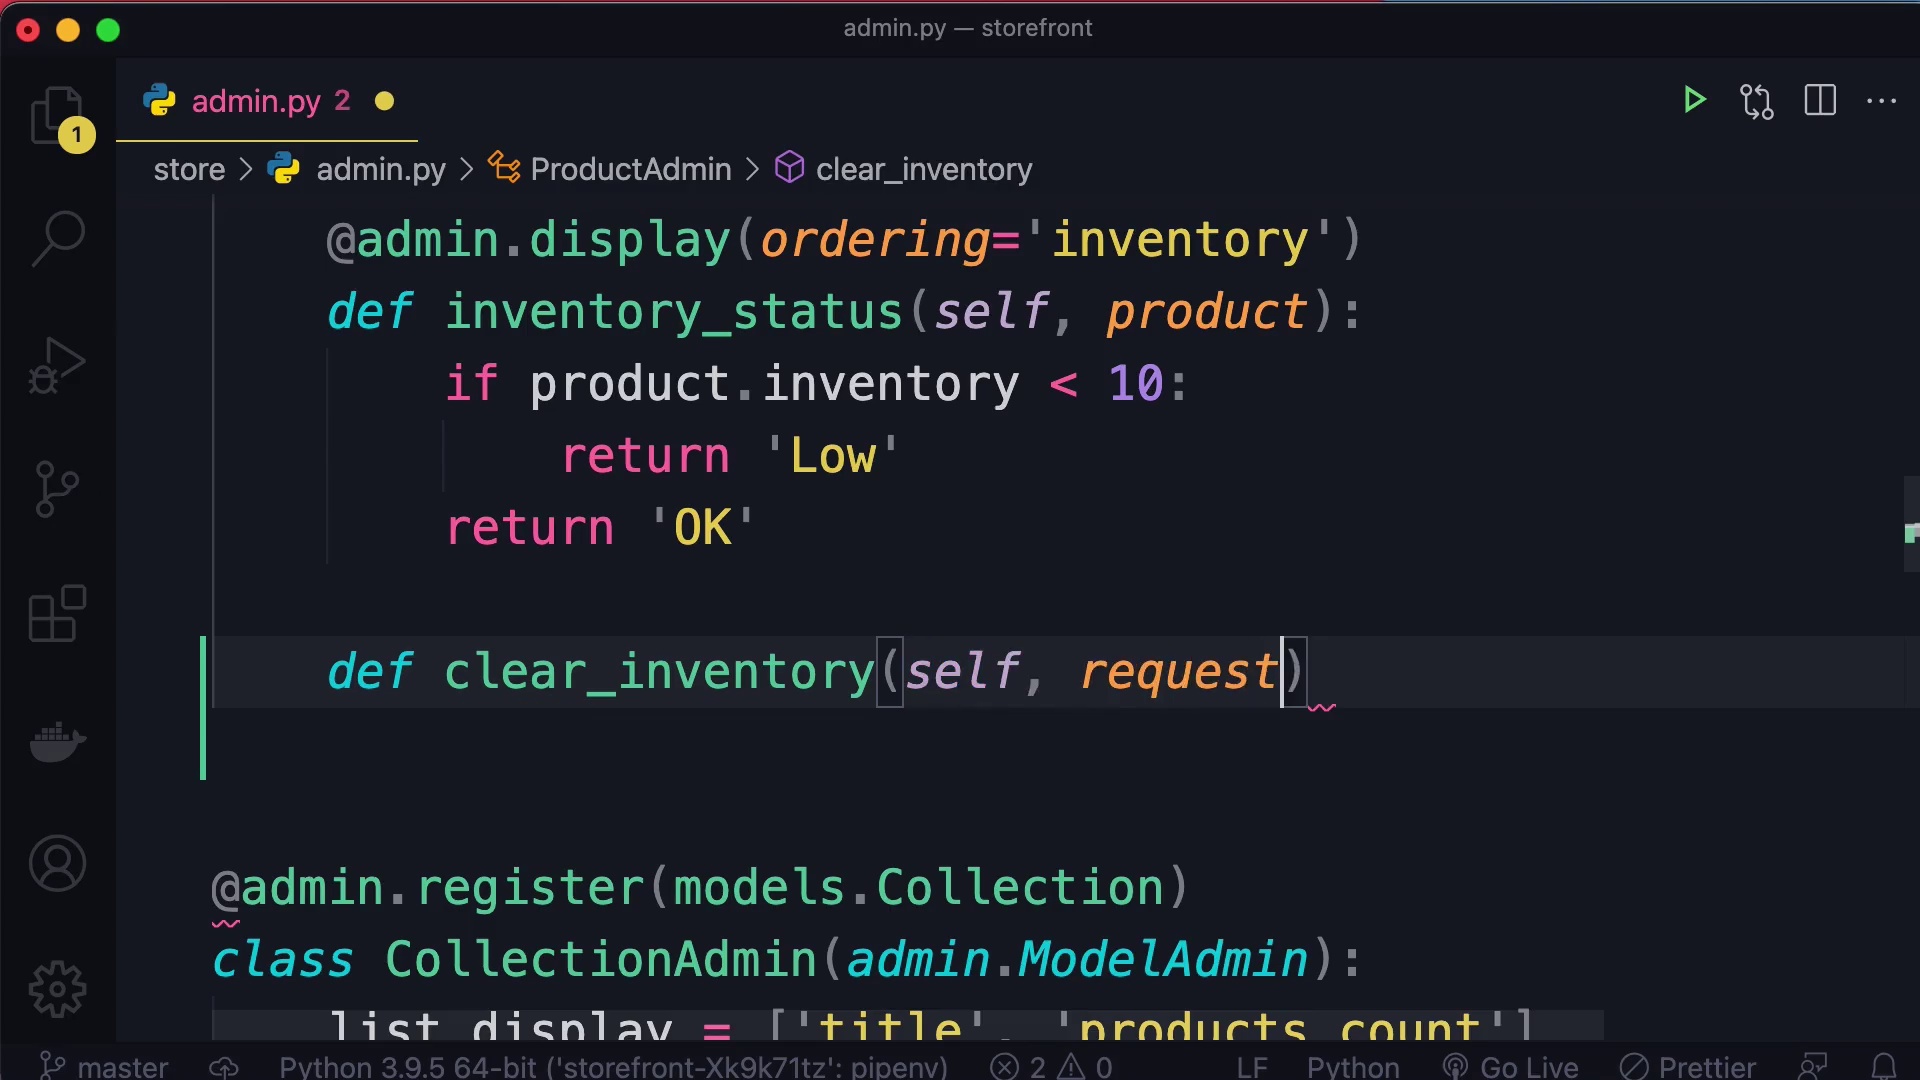 admin.py — storefront
admin.py 2
1
store > admin.py > ProductAdmin > clear_inventory
@admin.display(ordering='inventory')
def inventory_status(self, product):
if product.inventory < 10:
return 'Low'
return 'OK'
def clear_inventory(self, request)
@admin.register(models.Collection)
class CollectionAdmin(admin.ModelAdmin):
list_display = ['title', 'products_count']
master Python 3.9.5 64-bit ('storefront-Xk9k71tz': pipenv) 2 0 LF Python Go Live Prettier